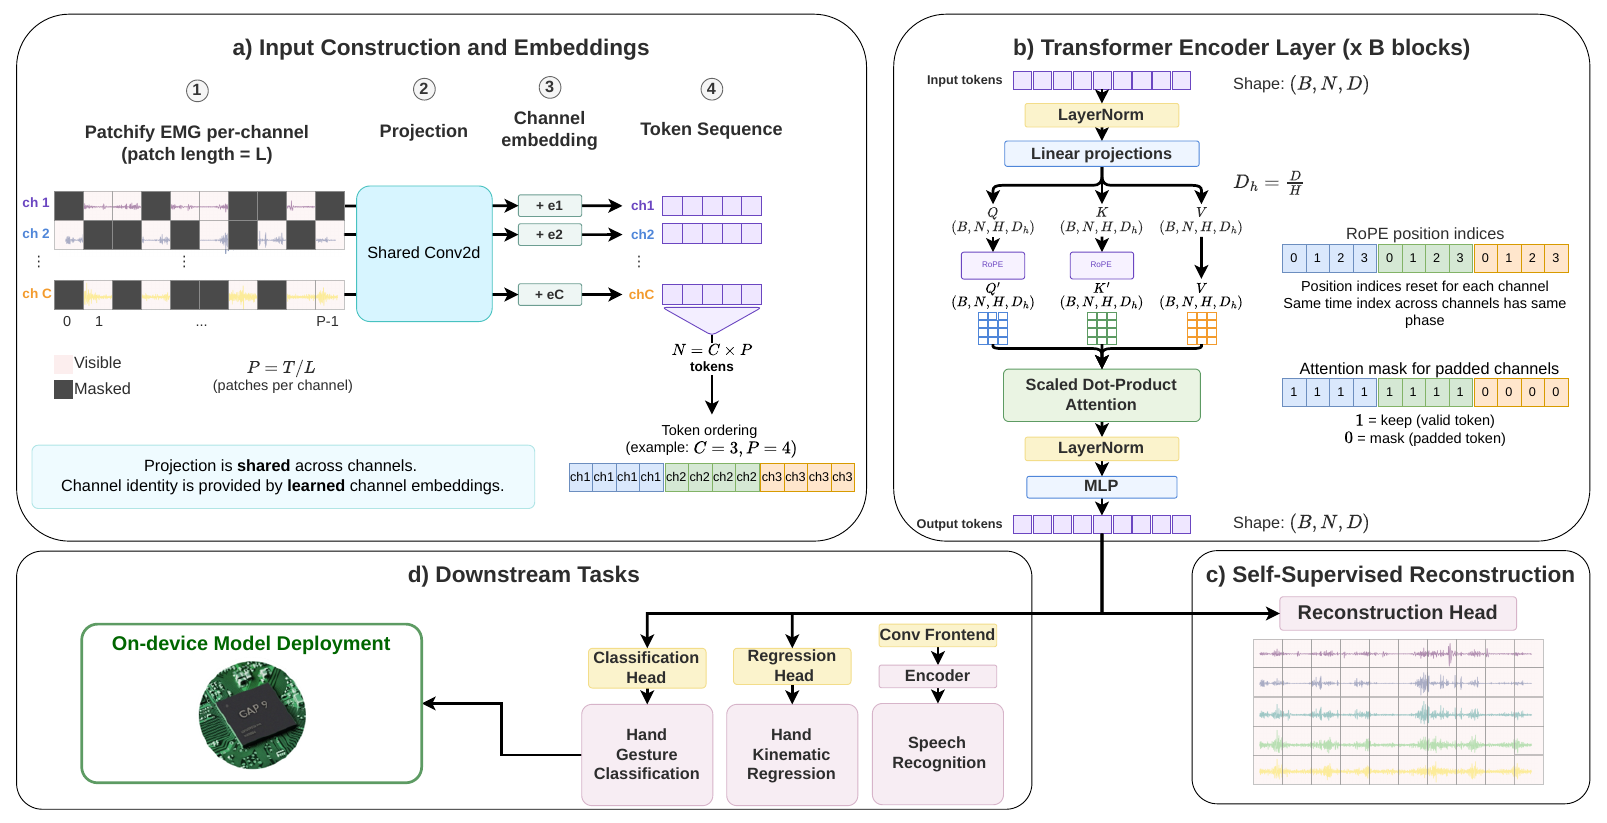 a) Input Construction and Embeddings
1
2
3
4
Patchify EMG per-channel
(patch length = L)
Projection
Channel
embedding
Token Sequence
ch 1
ch 2
⋮
⋮
ch C
0
1
...
P-1
Shared Conv2d
+ e1
+ e2
+ eC
ch1
ch2
⋮
chC
Visible
Masked
P = T/L
(patches per channel)
N = C × P
tokens
Token ordering
(example: C = 3, P = 4)
ch1 ch1 ch1 ch1 ch2 ch2 ch2 ch2 ch3 ch3 ch3 ch3
Projection is shared across channels.
Channel identity is provided by learned channel embeddings.
b) Transformer Encoder Layer (x B blocks)
Input tokens
Shape: (B, N, D)
LayerNorm
Linear projections
D_h = D/H
Q
(B, N, H, D_h)
K
(B, N, H, D_h)
V
(B, N, H, D_h)
RoPE
RoPE
Q′
(B, N, H, D_h)
K′
(B, N, H, D_h)
V
(B, N, H, D_h)
RoPE position indices
0 1 2 3 0 1 2 3 0 1 2 3
Position indices reset for each channel
Same time index across channels has same
phase
Scaled Dot-Product
Attention
Attention mask for padded channels
1 1 1 1 1 1 1 1 0 0 0 0
1 = keep (valid token)
0 = mask (padded token)
LayerNorm
MLP
Output tokens
Shape: (B, N, D)
d) Downstream Tasks
On-device Model Deployment
GAP 9
Classification
Head
Regression
Head
Conv Frontend
Encoder
Hand
Gesture
Classification
Hand
Kinematic
Regression
Speech
Recognition
c) Self-Supervised Reconstruction
Reconstruction Head